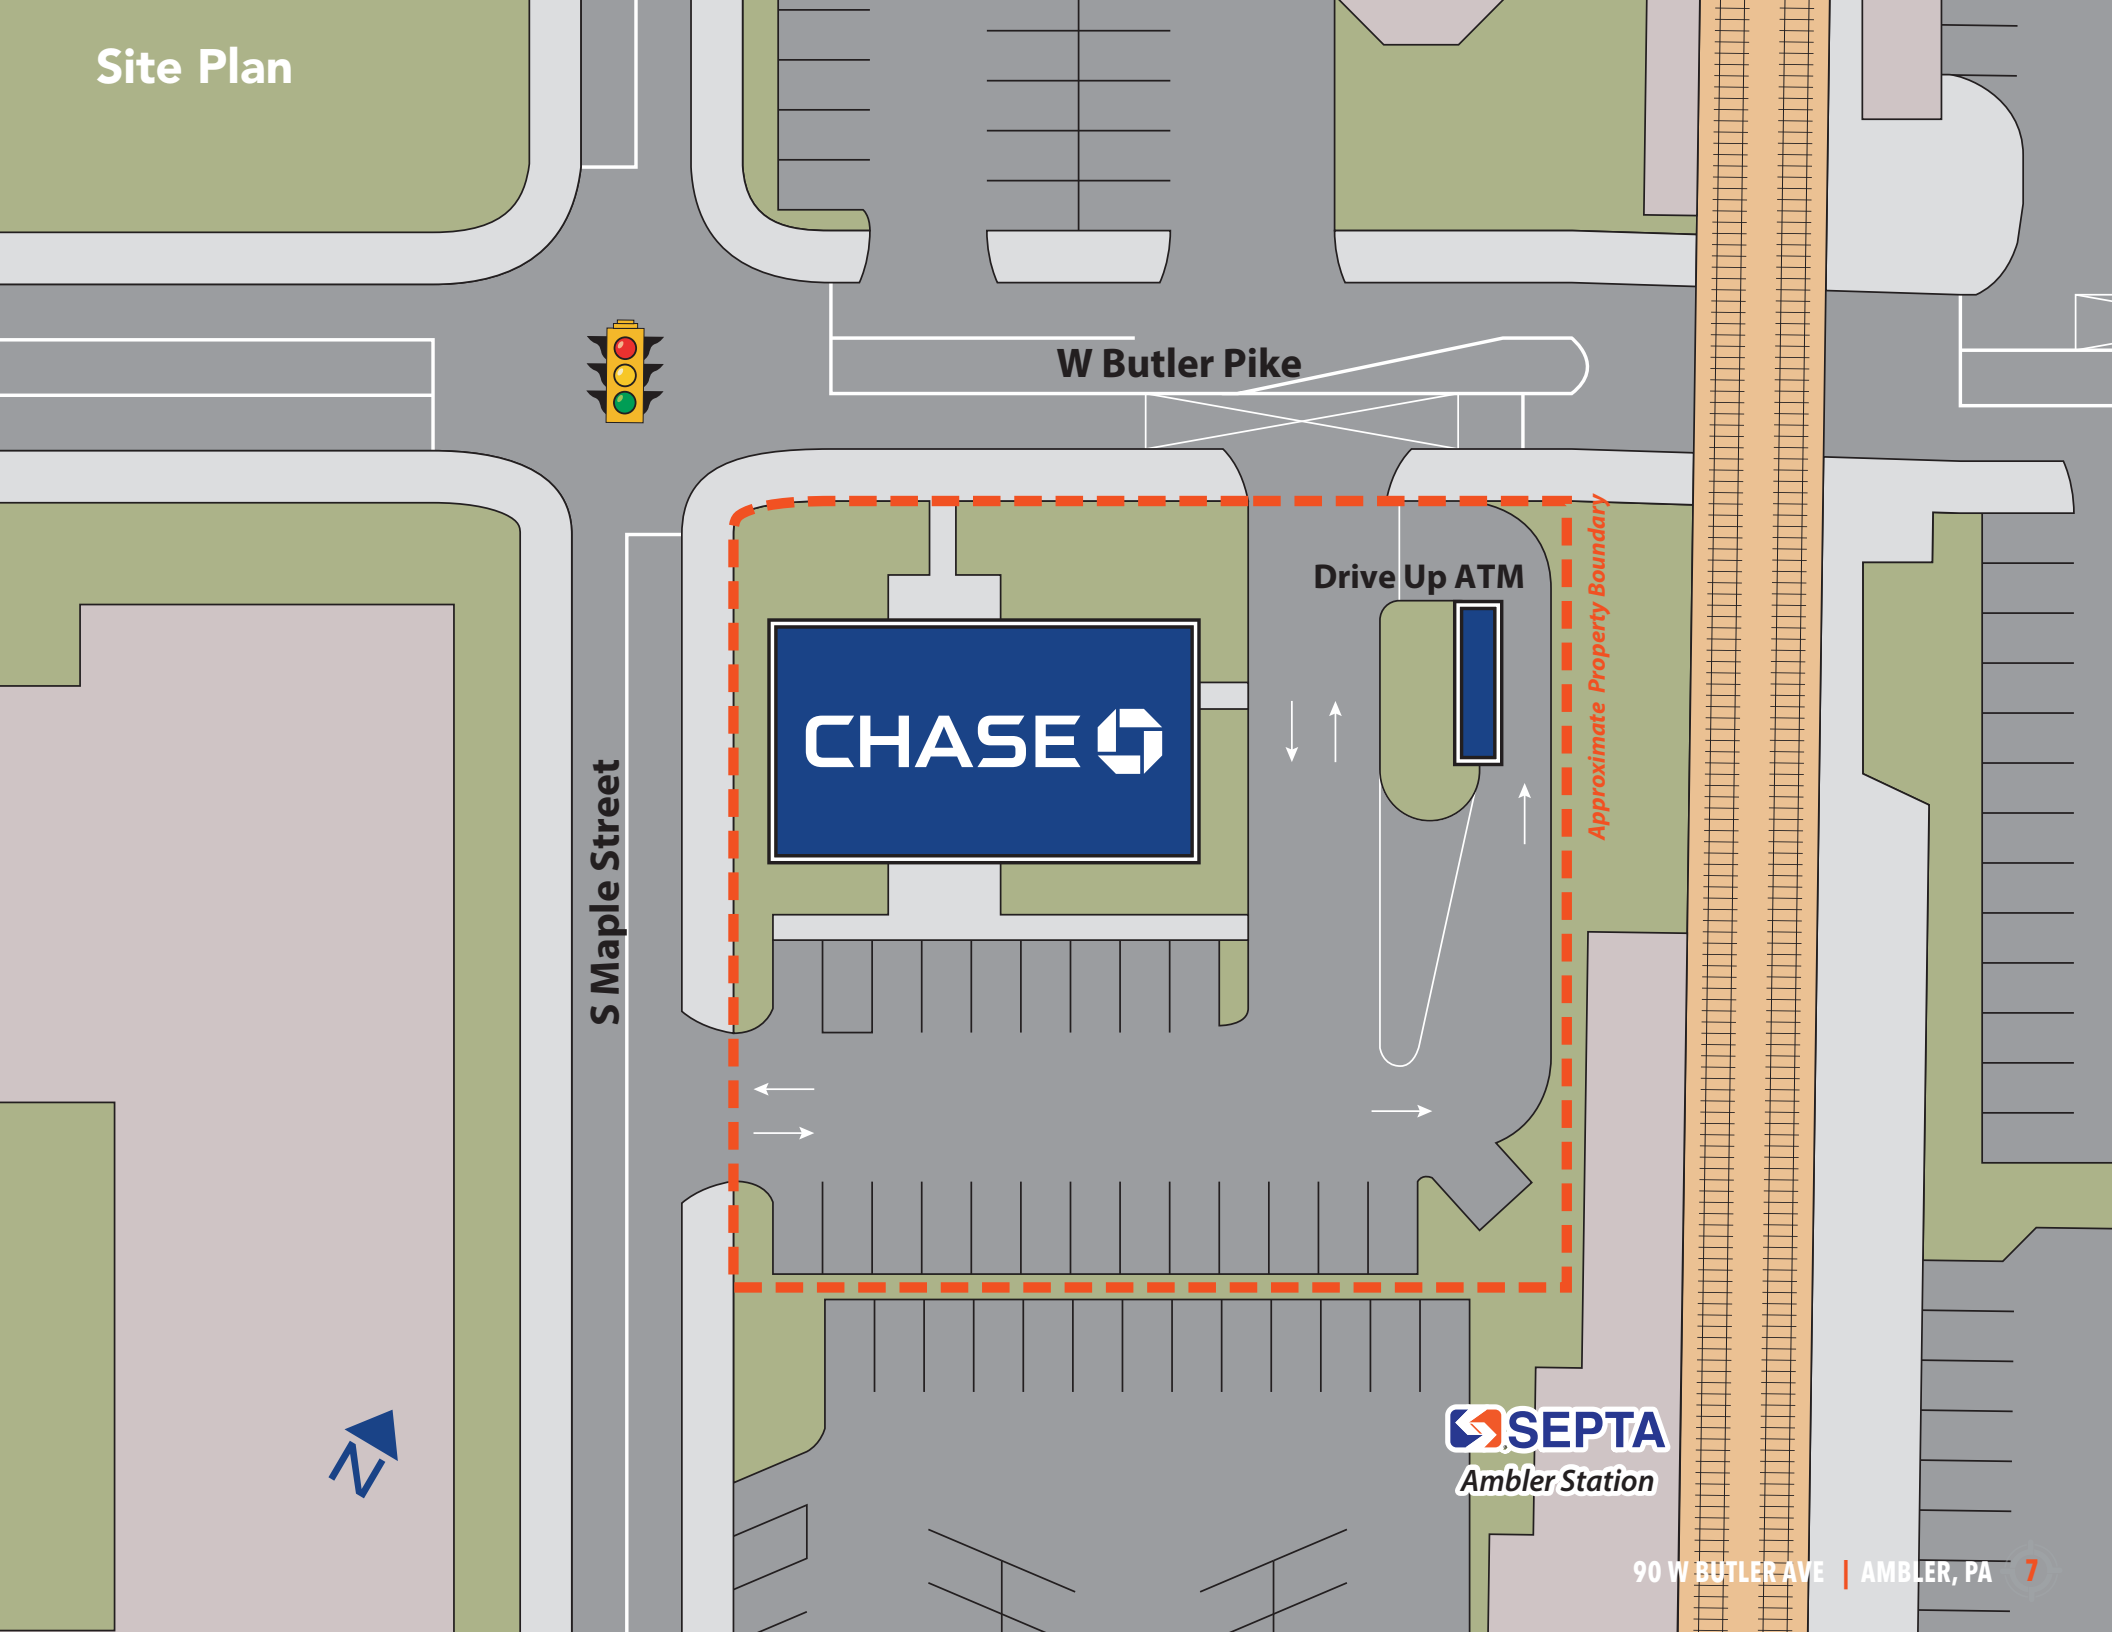 Site Plan
W Butler Pike
Drive Up ATM
Approximate Property Boundary
CHASE
S Maple Street
N
SEPTA
Ambler Station
90 W BUTLER AVE | AMBLER, PA 7